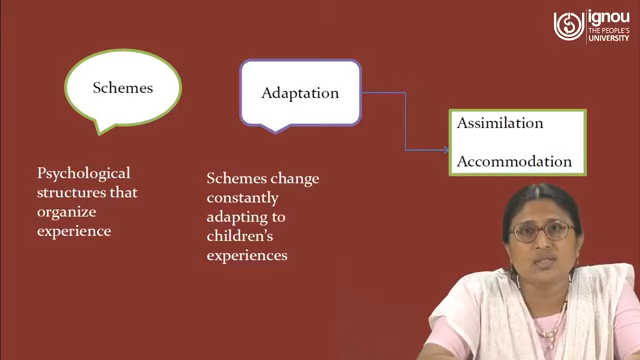 ignou
THE PEOPLE'S
UNIVERSITY
Schemes
Adaptation
Assimilation
Accommodation
Psychological
structures that
organize
experience
Schemes change
constantly
adapting to
children's
experiences